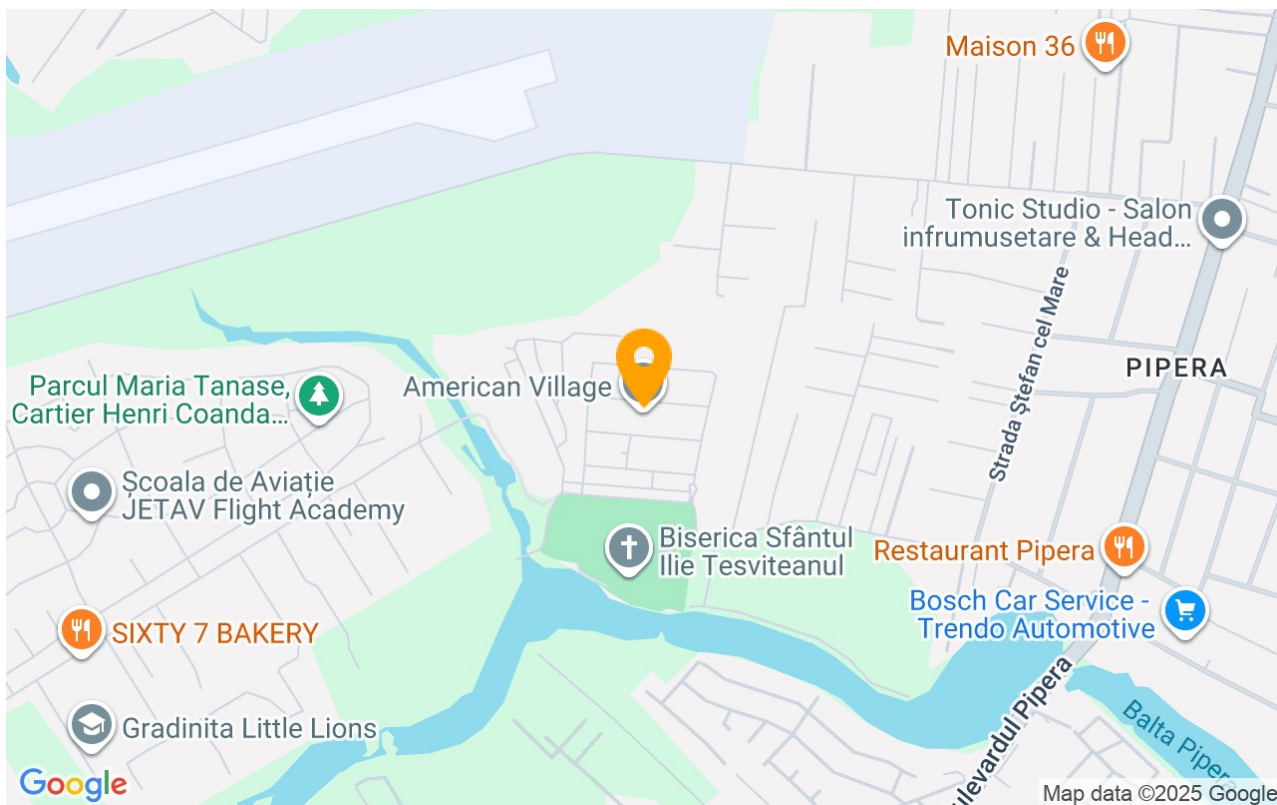 Maison 36
Tonic Studio - Salon
infrumusetare & Head...
Strada Ștefan cel Mare
PIPERA
American Village
Parcul Maria Tanase,
Cartier Henri Coanda...
Școala de Aviație
JETAV Flight Academy
Biserica Sfântul
Ilie Tesviteanul
Restaurant Pipera
Bosch Car Service -
Trendo Automotive
SIXTY 7 BAKERY
Gradinita Little Lions
ulevardul Pipera
Balta Pipera
Google
Map data ©2025 Google